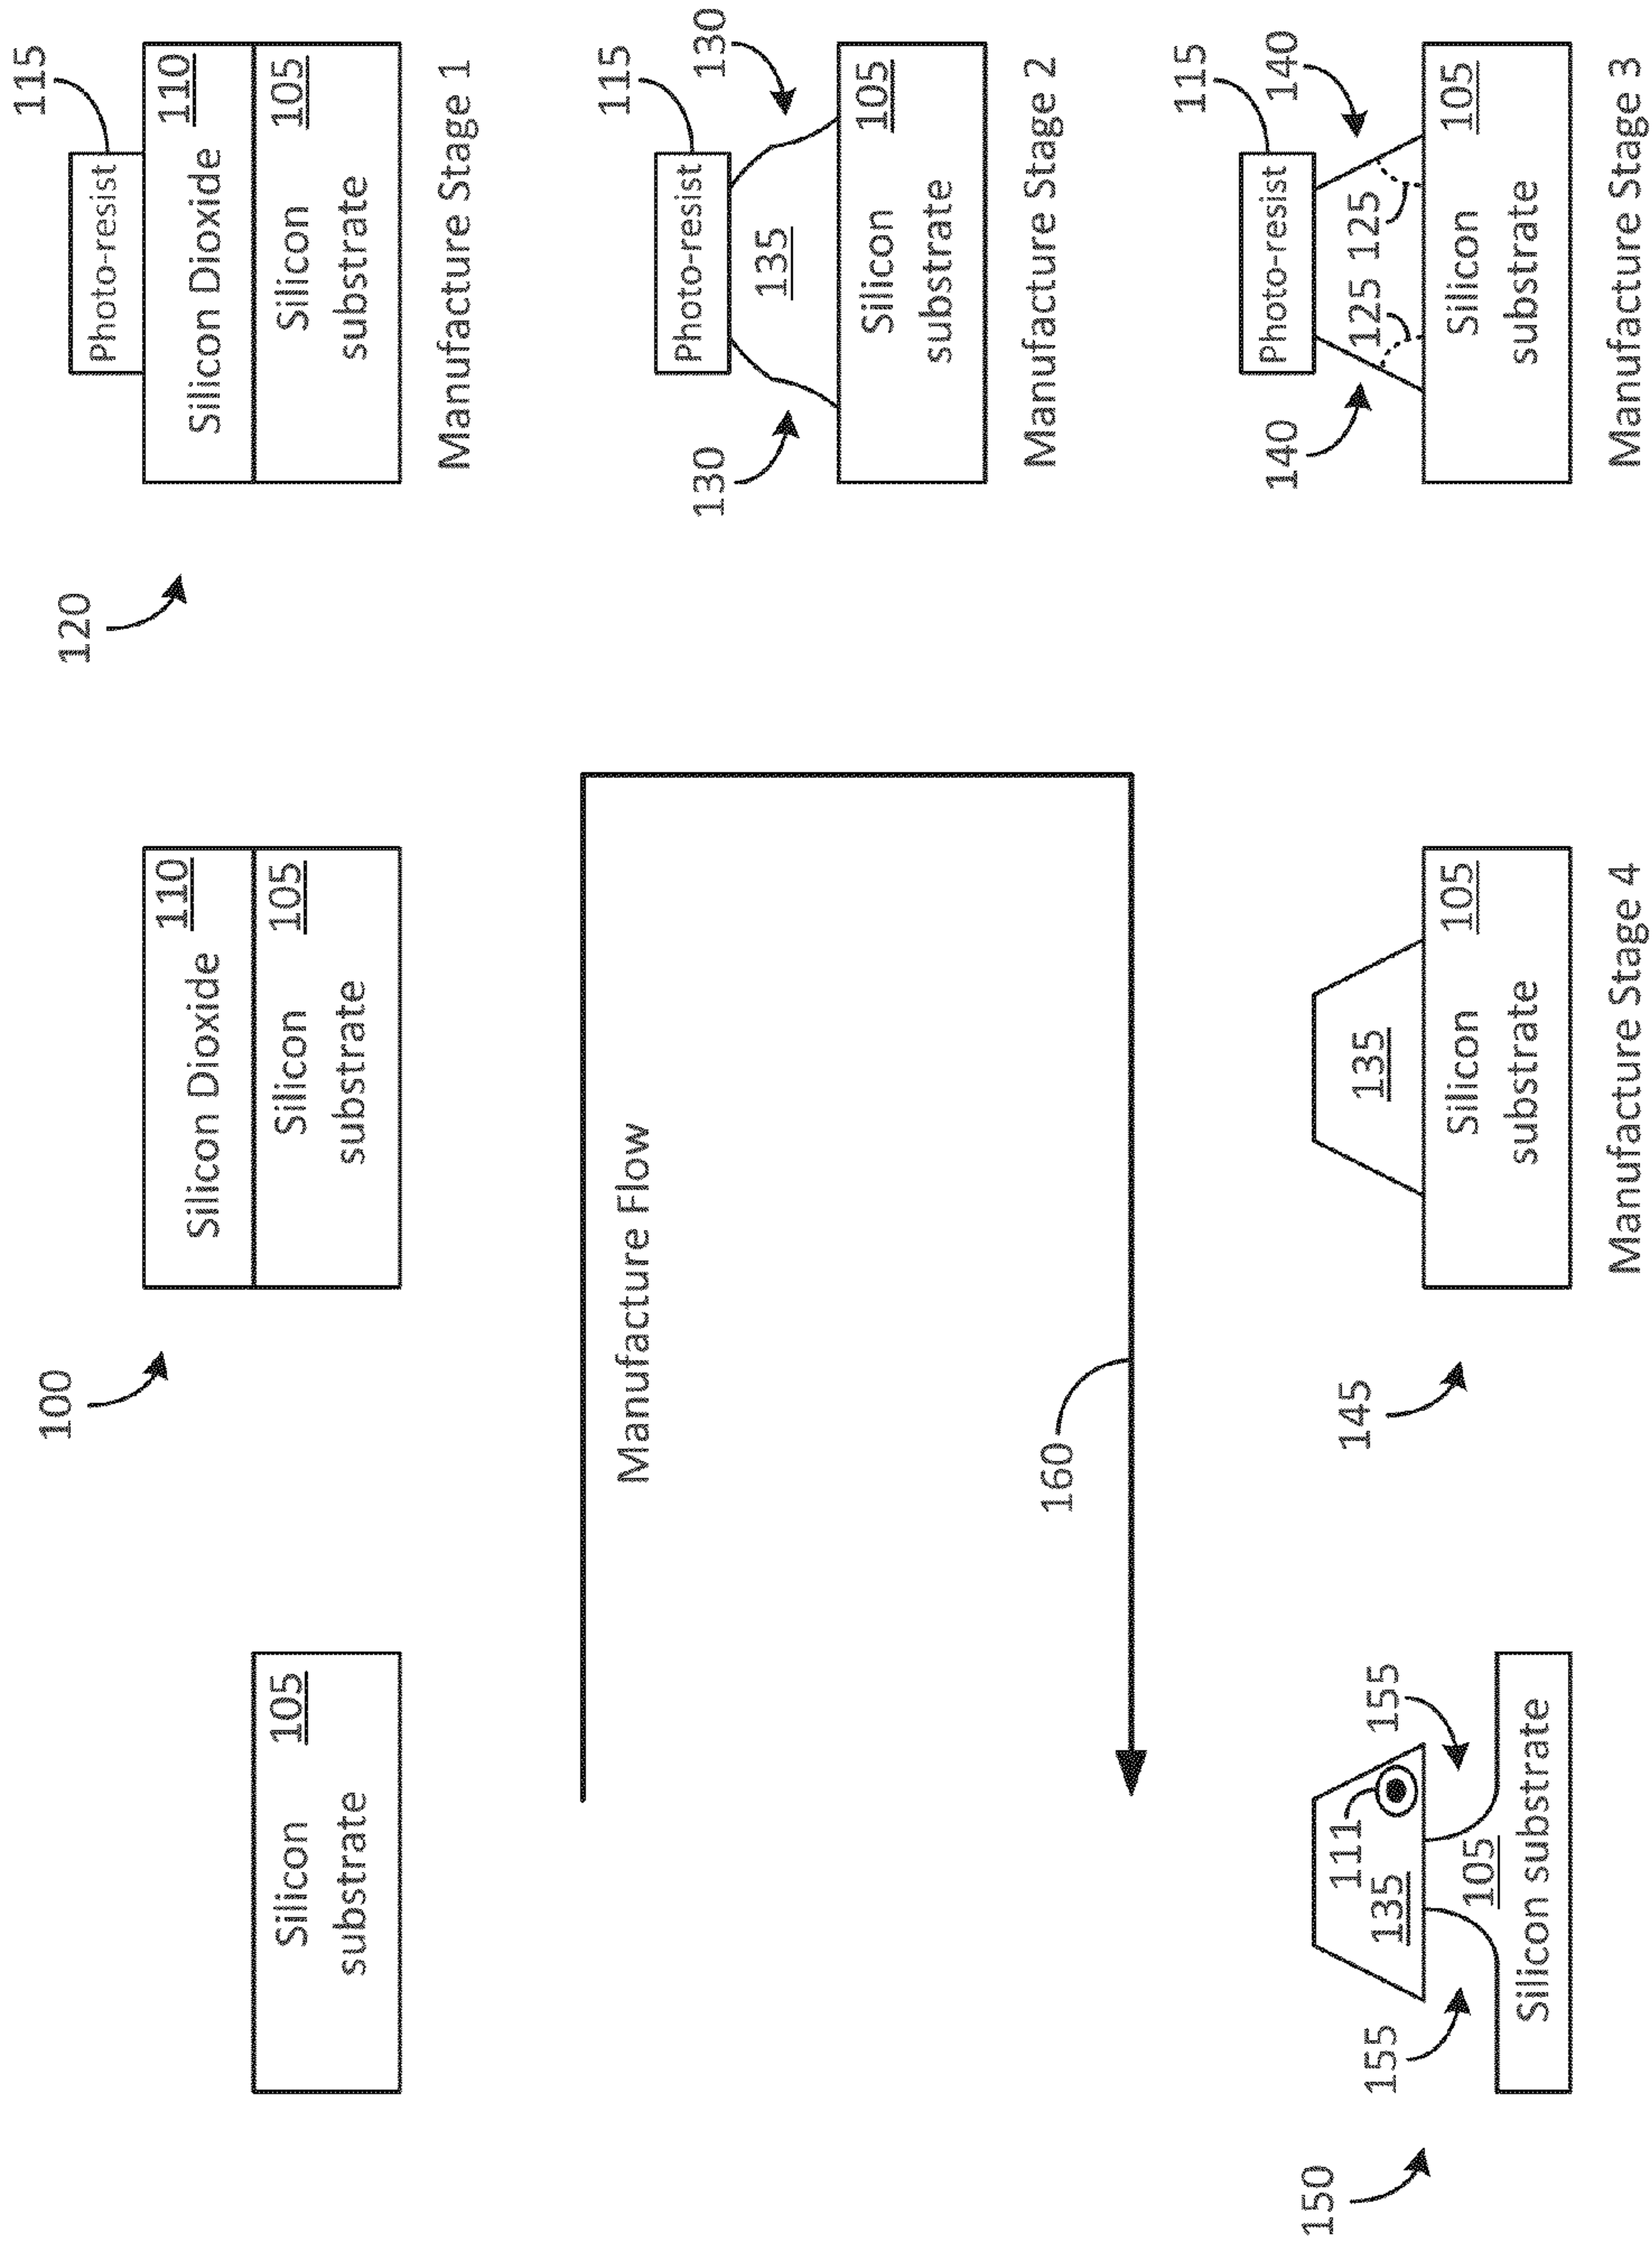 105
Silicon
substrate
100
110
Silicon Dioxide
105
Silicon
substrate
120
115
Photo-resist
110
Silicon Dioxide
105
Silicon
substrate
Manufacture Stage 1
Manufacture Flow
160
115
Photo-resist
130
130
135
105
Silicon
substrate
Manufacture Stage 2
115
Photo-resist
140
140
125
125
105
Silicon
substrate
Manufacture Stage 3
145
135
105
Silicon
substrate
Manufacture Stage 4
150
111
135
155
155
105
Silicon substrate